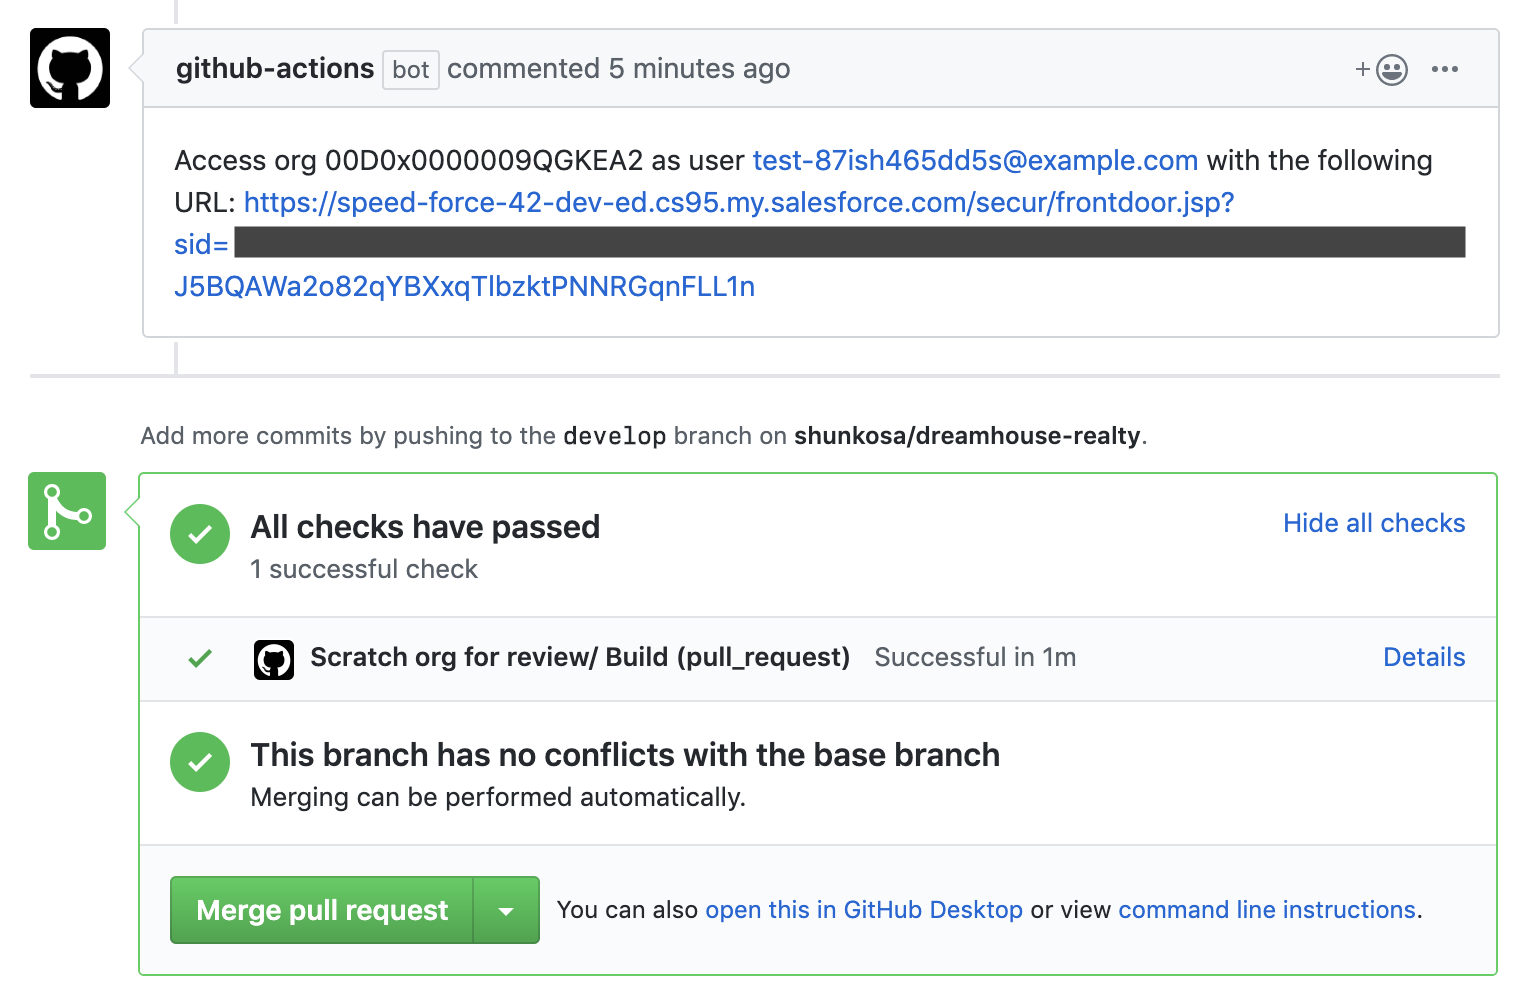 github-actions bot commented 5 minutes ago
Access org 00D0x0000009QGKEA2 as user test-87ish465dd5s@example.com with the following
URL: https://speed-force-42-dev-ed.cs95.my.salesforce.com/secur/frontdoor.jsp?
sid=
J5BQAWa2o82qYBXxqTlbzktPNNRGqnFLL1n
Add more commits by pushing to the develop branch on shunkosa/dreamhouse-realty.
All checks have passed
Hide all checks
1 successful check
Scratch org for review/ Build (pull_request) Successful in 1m
Details
This branch has no conflicts with the base branch
Merging can be performed automatically.
Merge pull request
You can also open this in GitHub Desktop or view command line instructions.